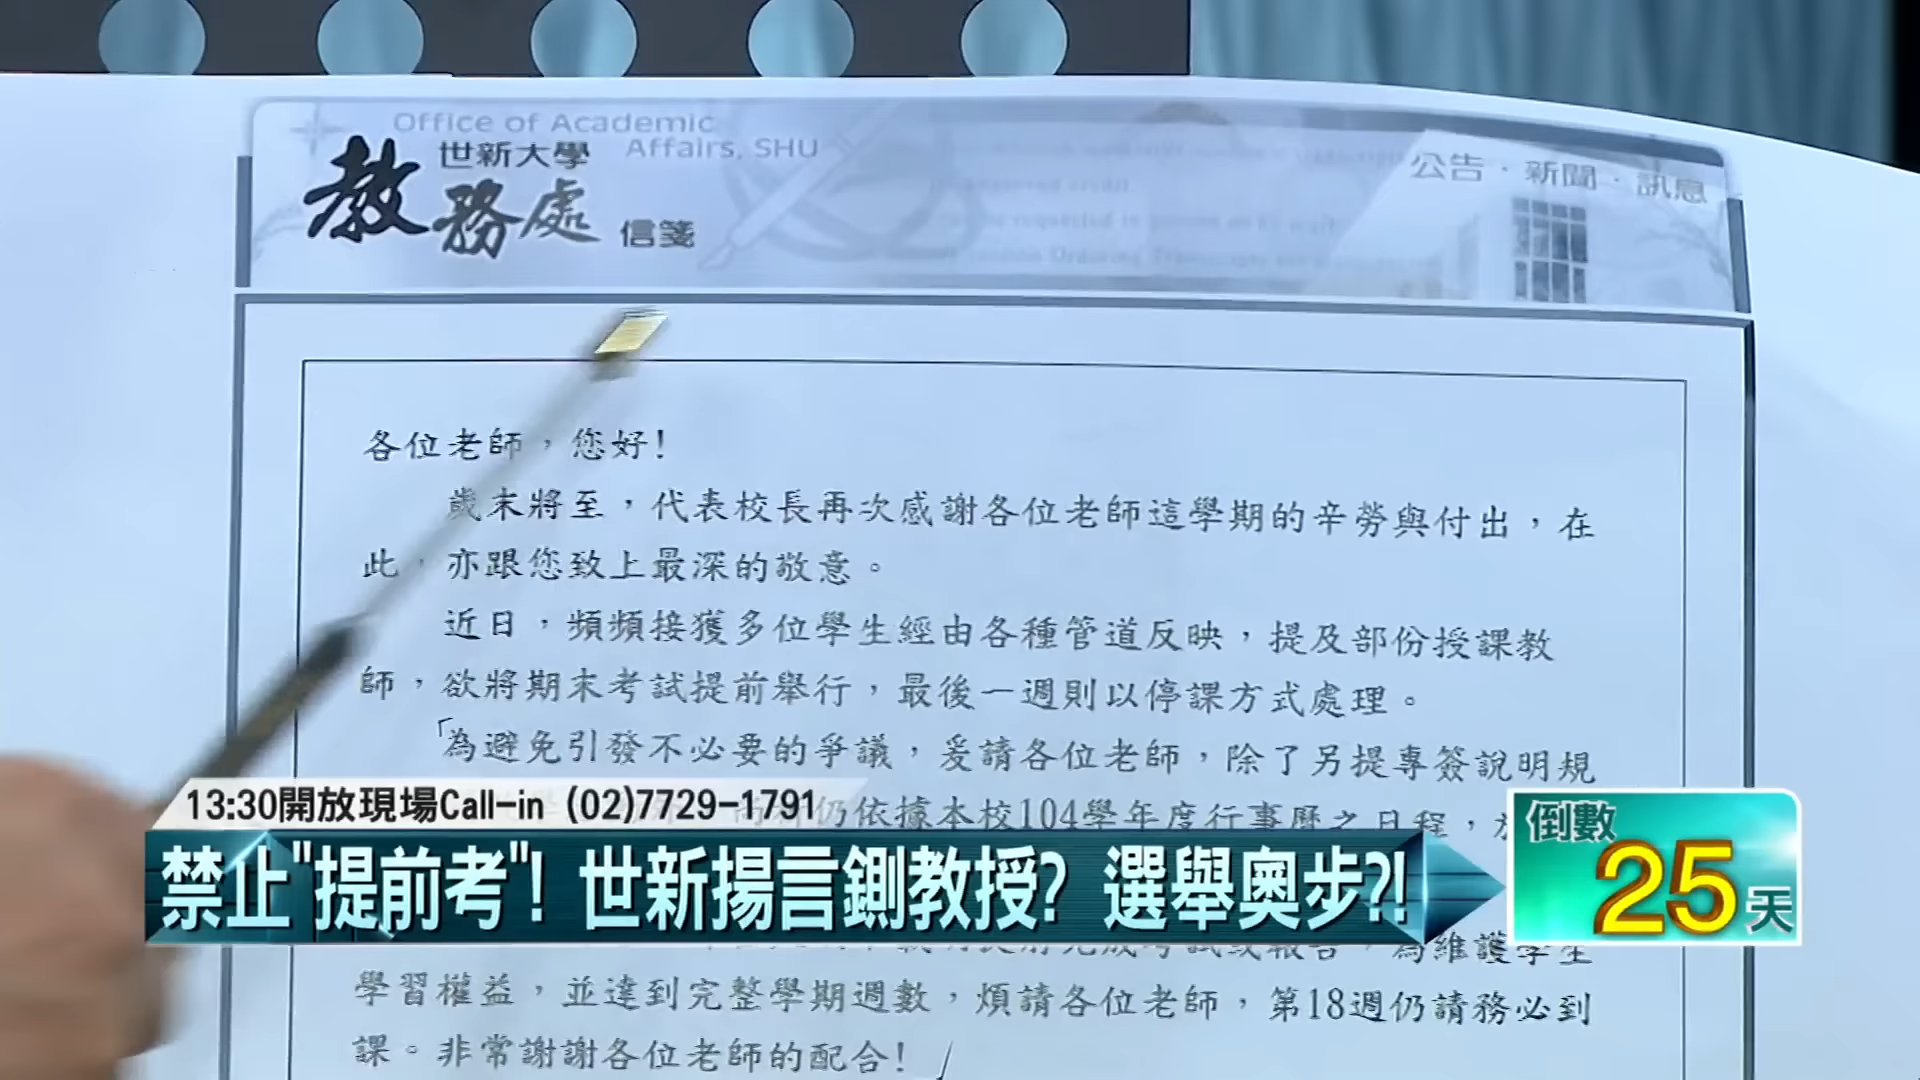 Office of Academic
Affairs, SHU
世新大學
教務處 信箋
公告．新聞．訊息
各位老師，您好!
歲末將至，代表校長再次感謝各位老師這學期的辛勞與付出，在
此，亦跟您致上最深的敬意。
近日，頻頻接獲多位學生經由各種管道反映，提及部份授課教
師，欲將期末考試提前舉行，最後一週則以停課方式處理。
「為避免引發不必要的爭議，爰請各位老師，除了另提專簽說明規
仍依據本校104學年度行事曆之日程，
13:30開放現場Call-in (02)7729-1791
禁止"提前考"! 世新揚言鍘教授? 選舉奧步?!
倒數
25天
完成考試或報告，為維護學生
學習權益，並達到完整學期週數，煩請各位老師，第18週仍請務必到
課。非常謝謝各位老師的配合!